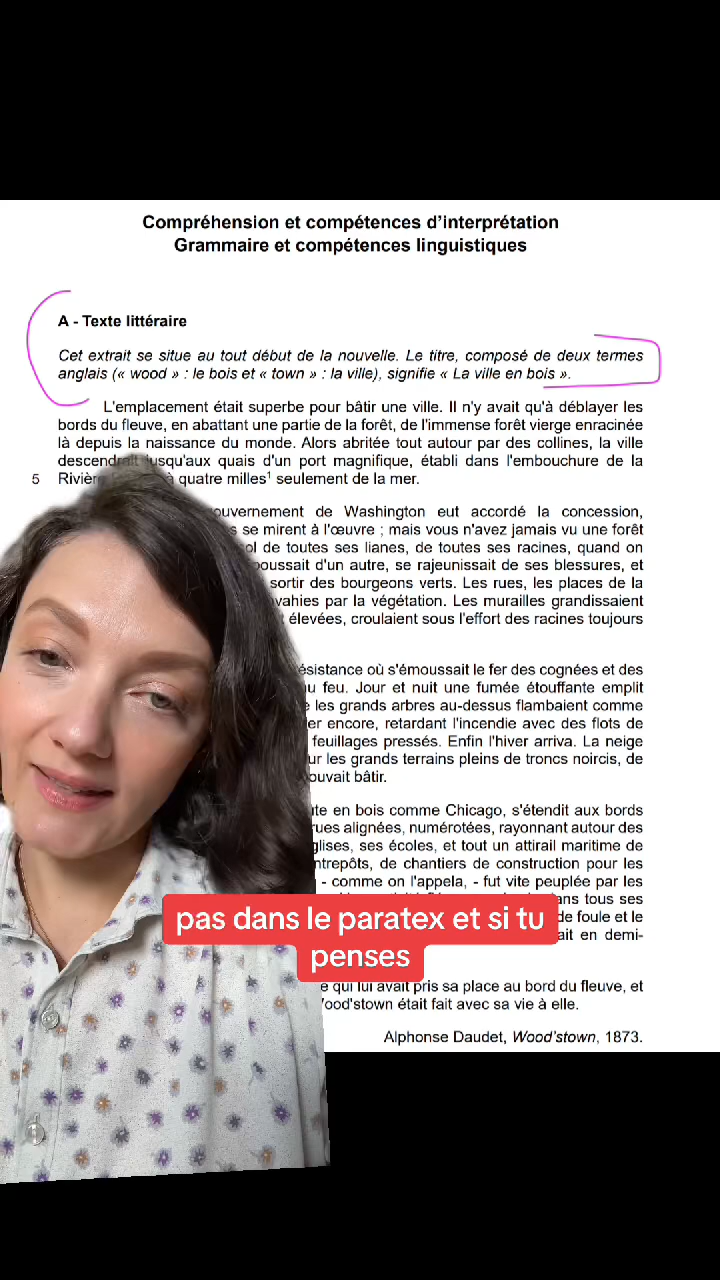 Compréhension et compétences d'interprétation
Grammaire et compétences linguistiques
A - Texte littéraire
Cet extrait se situe au tout début de la nouvelle. Le titre, composé de deux termes
anglais (« wood » : le bois et « town » : la ville), signifie « La ville en bois ».
L'emplacement était superbe pour bâtir une ville. Il n'y avait qu'à déblayer les
bords du fleuve, en abattant une partie de la forêt, de l'immense forêt vierge enracinée
là depuis la naissance du monde. Alors abritée tout autour par des collines, la ville
descendrait jusqu'aux quais d'un port magnifique, établi dans l'embouchure de la
5 Rivière à quatre milles¹ seulement de la mer.
gouvernement de Washington eut accordé la concession,
se mirent à l'œuvre ; mais vous n'avez jamais vu une forêt
de toutes ses lianes, de toutes ses racines, quand on
repoussait d'un autre, se rajeunissait de ses blessures, et
sortir des bourgeons verts. Les rues, les places de la
envahies par la végétation. Les murailles grandissaient
élevées, croulaient sous l'effort des racines toujours
résistance où s'émoussait le fer des cognées et des
au feu. Jour et nuit une fumée étouffante emplit
les grands arbres au-dessus flambaient comme
encore, retardant l'incendie avec des flots de
feuillages pressés. Enfin l'hiver arriva. La neige
sur les grands terrains pleins de troncs noircis, de
pouvait bâtir.
en bois comme Chicago, s'étendit aux bords
rues alignées, numérotées, rayonnant autour des
églises, ses écoles, et tout un attirail maritime de
entrepôts, de chantiers de construction pour les
- comme on l'appela, - fut vite peuplée par les
dans tous ses
de foule et le
en demi-
qui lui avait pris sa place au bord du fleuve, et
Wood'stown était fait avec sa vie à elle.
Alphonse Daudet, Wood'stown, 1873.
pas dans le paratex et si tu
penses